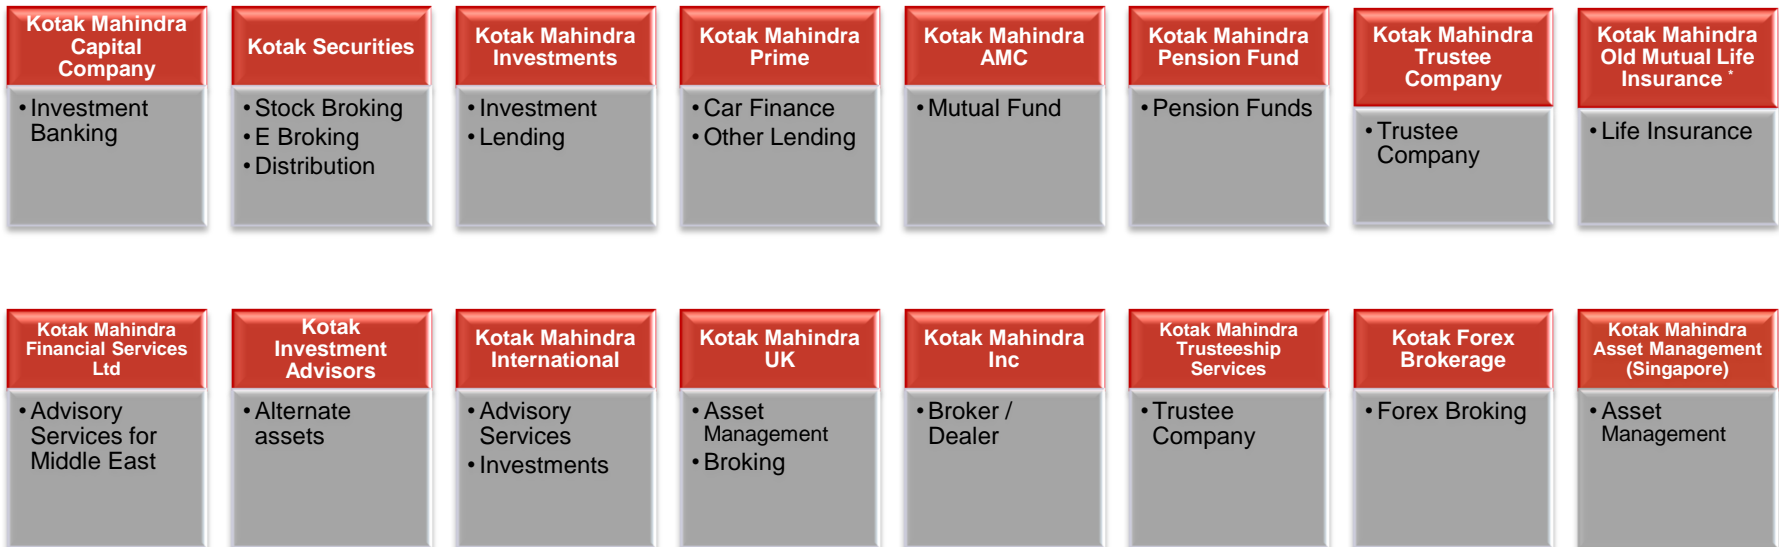 Kotak Mahindra
Capital
Company
• Investment
Banking
Kotak Securities
• Stock Broking
• E Broking
• Distribution
Kotak Mahindra
Investments
• Investment
• Lending
Kotak Mahindra
Prime
• Car Finance
• Other Lending
Kotak Mahindra
AMC
• Mutual Fund
Kotak Mahindra
Pension Fund
• Pension Funds
Kotak Mahindra
Trustee
Company
• Trustee
Company
Kotak Mahindra
Old Mutual Life
Insurance *
• Life Insurance
Kotak Mahindra
Financial Services
Ltd
• Advisory
Services for
Middle East
Kotak
Investment
Advisors
• Alternate
assets
Kotak Mahindra
International
• Advisory
Services
• Investments
Kotak Mahindra
UK
• Asset
Management
• Broking
Kotak Mahindra
Inc
• Broker /
Dealer
Kotak Mahindra
Trusteeship
Services
• Trustee
Company
Kotak Forex
Brokerage
• Forex Broking
Kotak Mahindra
Asset Management
(Singapore)
• Asset
Management